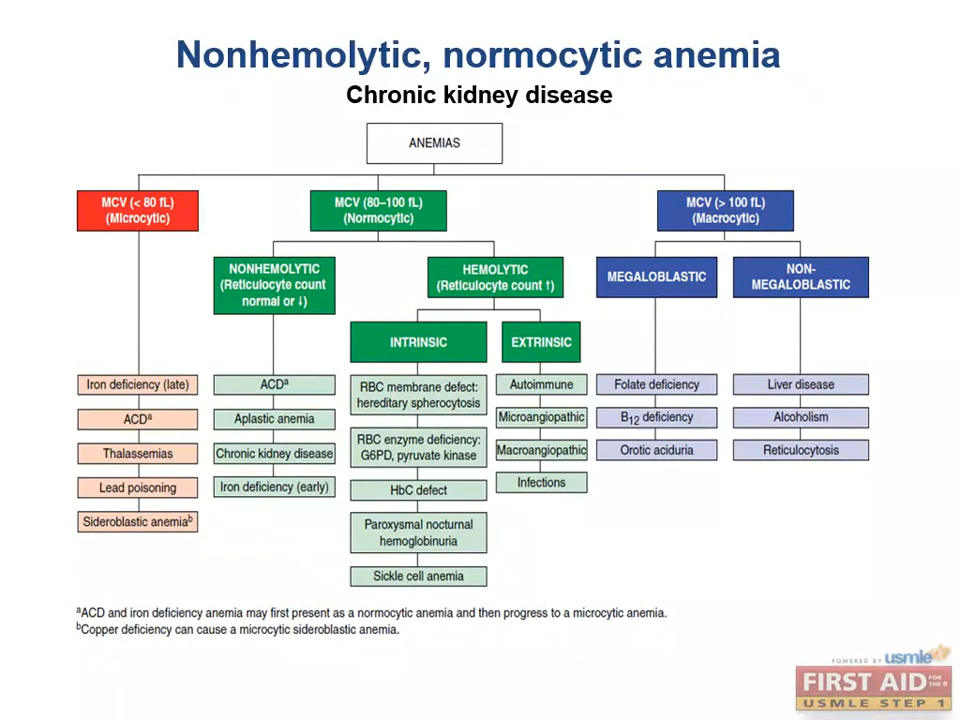 Nonhemolytic, normocytic anemia
Chronic kidney disease
ANEMIAS
MCV (< 80 fL)
(Microcytic)
MCV (80–100 fL)
(Normocytic)
MCV (> 100 fL)
(Macrocytic)
NONHEMOLYTIC
(Reticulocyte count
normal or ↓)
HEMOLYTIC
(Reticulocyte count ↑)
MEGALOBLASTIC
NON-
MEGALOBLASTIC
INTRINSIC
EXTRINSIC
Iron deficiency (late)
ACDᵃ
Thalassemias
Lead poisoning
Sideroblastic anemiaᵇ
ACDᵃ
Aplastic anemia
Chronic kidney disease
Iron deficiency (early)
RBC membrane defect:
hereditary spherocytosis
RBC enzyme deficiency:
G6PD, pyruvate kinase
HbC defect
Paroxysmal nocturnal
hemoglobinuria
Sickle cell anemia
Autoimmune
Microangiopathic
Macroangiopathic
Infections
Folate deficiency
B₁₂ deficiency
Orotic aciduria
Liver disease
Alcoholism
Reticulocytosis
ᵃACD and iron deficiency anemia may first present as a normocytic anemia and then progress to a microcytic anemia.
ᵇCopper deficiency can cause a microcytic sideroblastic anemia.
POWERED BY usmle
FIRST AID FOR THE
USMLE STEP 1